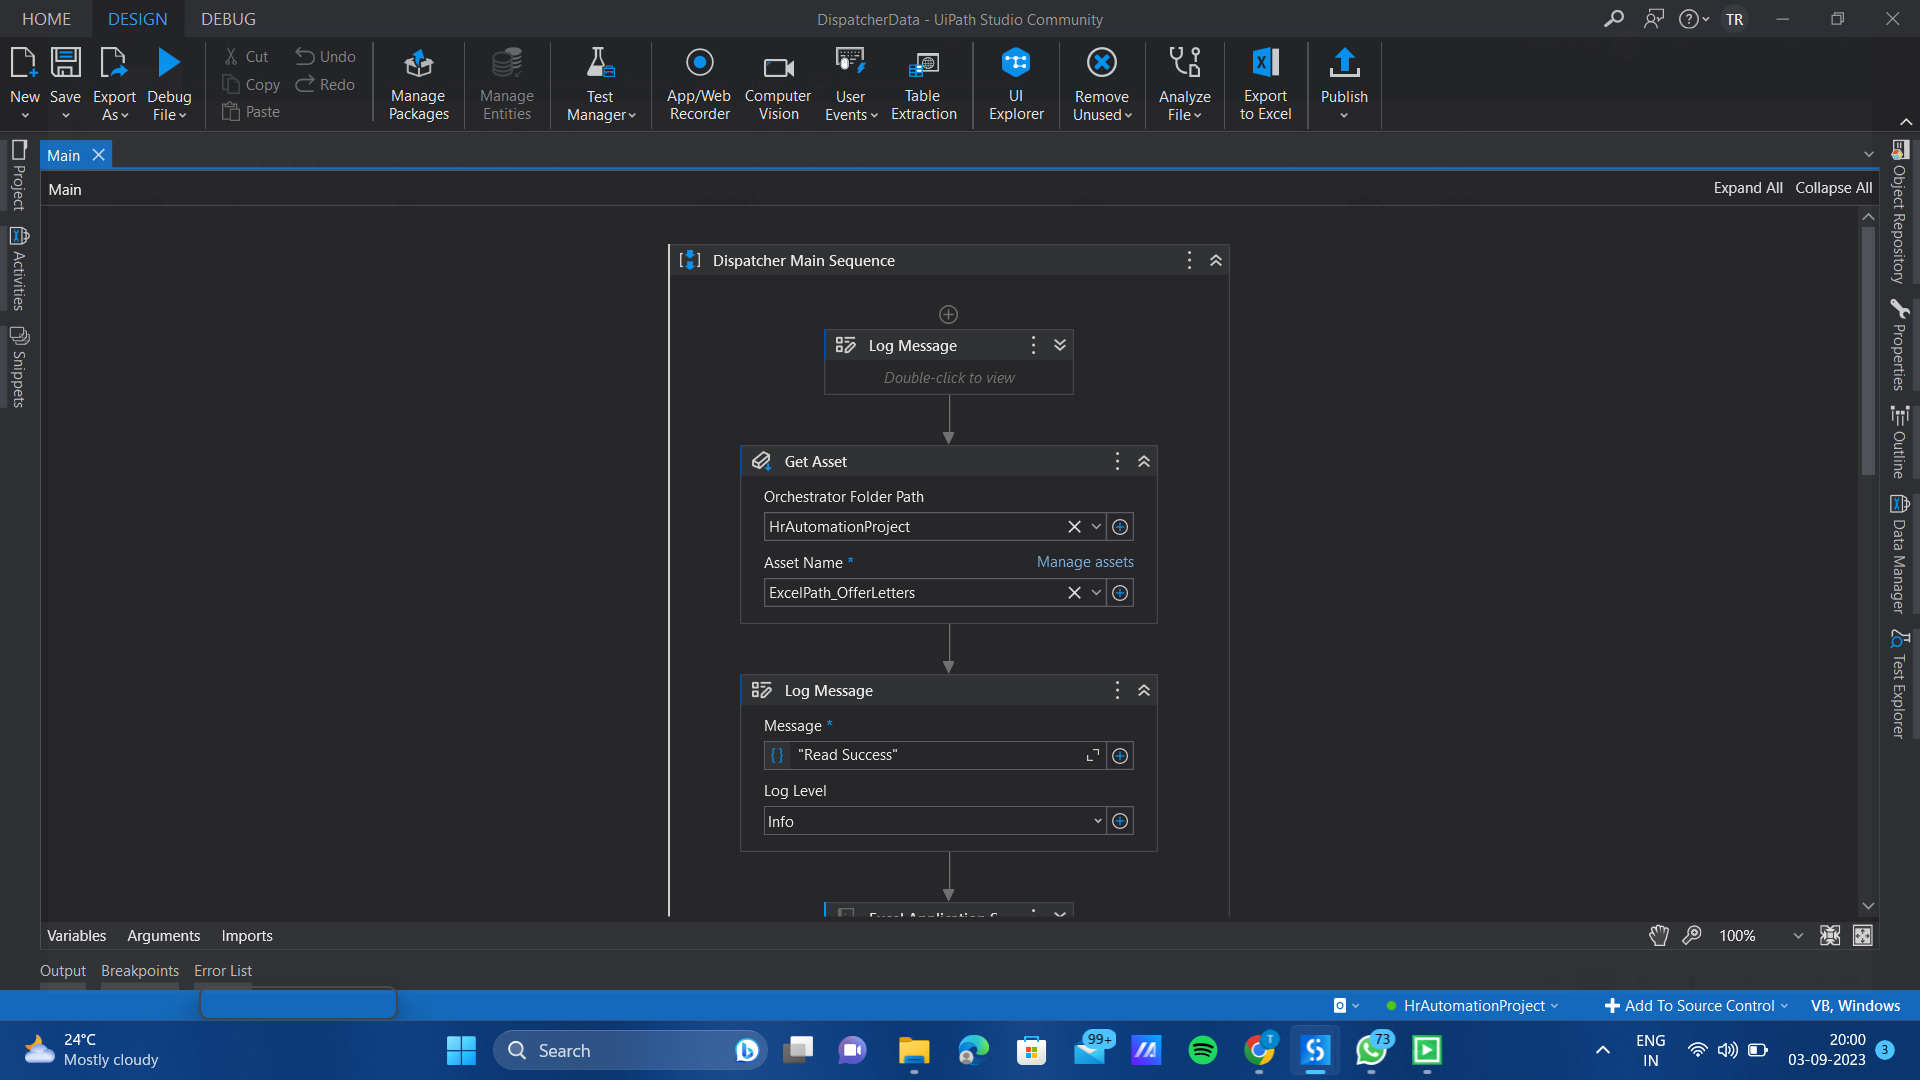 HOME DESIGN DEBUG
DispatcherData - UiPath Studio Community
TR
New
Save
Export As
Debug File
Cut
Copy
Paste
Undo
Redo
Manage Packages
Manage Entities
Test Manager
App/Web Recorder
Computer Vision
User Events
Table Extraction
UI Explorer
Remove Unused
Analyze File
Export to Excel
Publish
Main
Main
Expand All Collapse All
Project
Activities
Snippets
Dispatcher Main Sequence
Log Message
Double-click to view
Get Asset
Orchestrator Folder Path
HrAutomationProject
Asset Name *
Manage assets
ExcelPath_OfferLetters
Log Message
Message *
"Read Success"
Log Level
Info
Object Repository
Properties
Outline
Data Manager
Test Explorer
Variables Arguments Imports
100%
Output Breakpoints Error List
HrAutomationProject
Add To Source Control
VB, Windows
24°C
Mostly cloudy
Search
99+
T
73
ENG
IN
20:00
03-09-2023
3